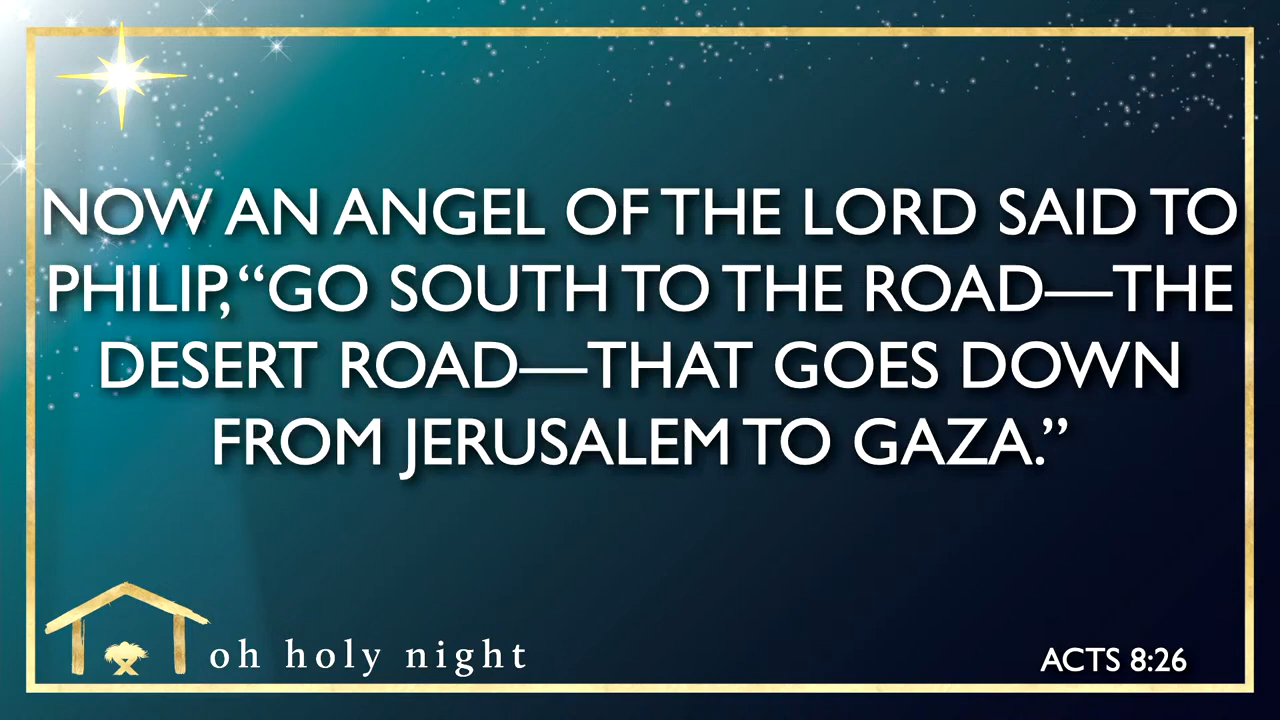 NOW AN ANGEL OF THE LORD SAID TO
PHILIP, “GO SOUTH TO THE ROAD—THE
DESERT ROAD—THAT GOES DOWN
FROM JERUSALEM TO GAZA.”
oh holy night
ACTS 8:26